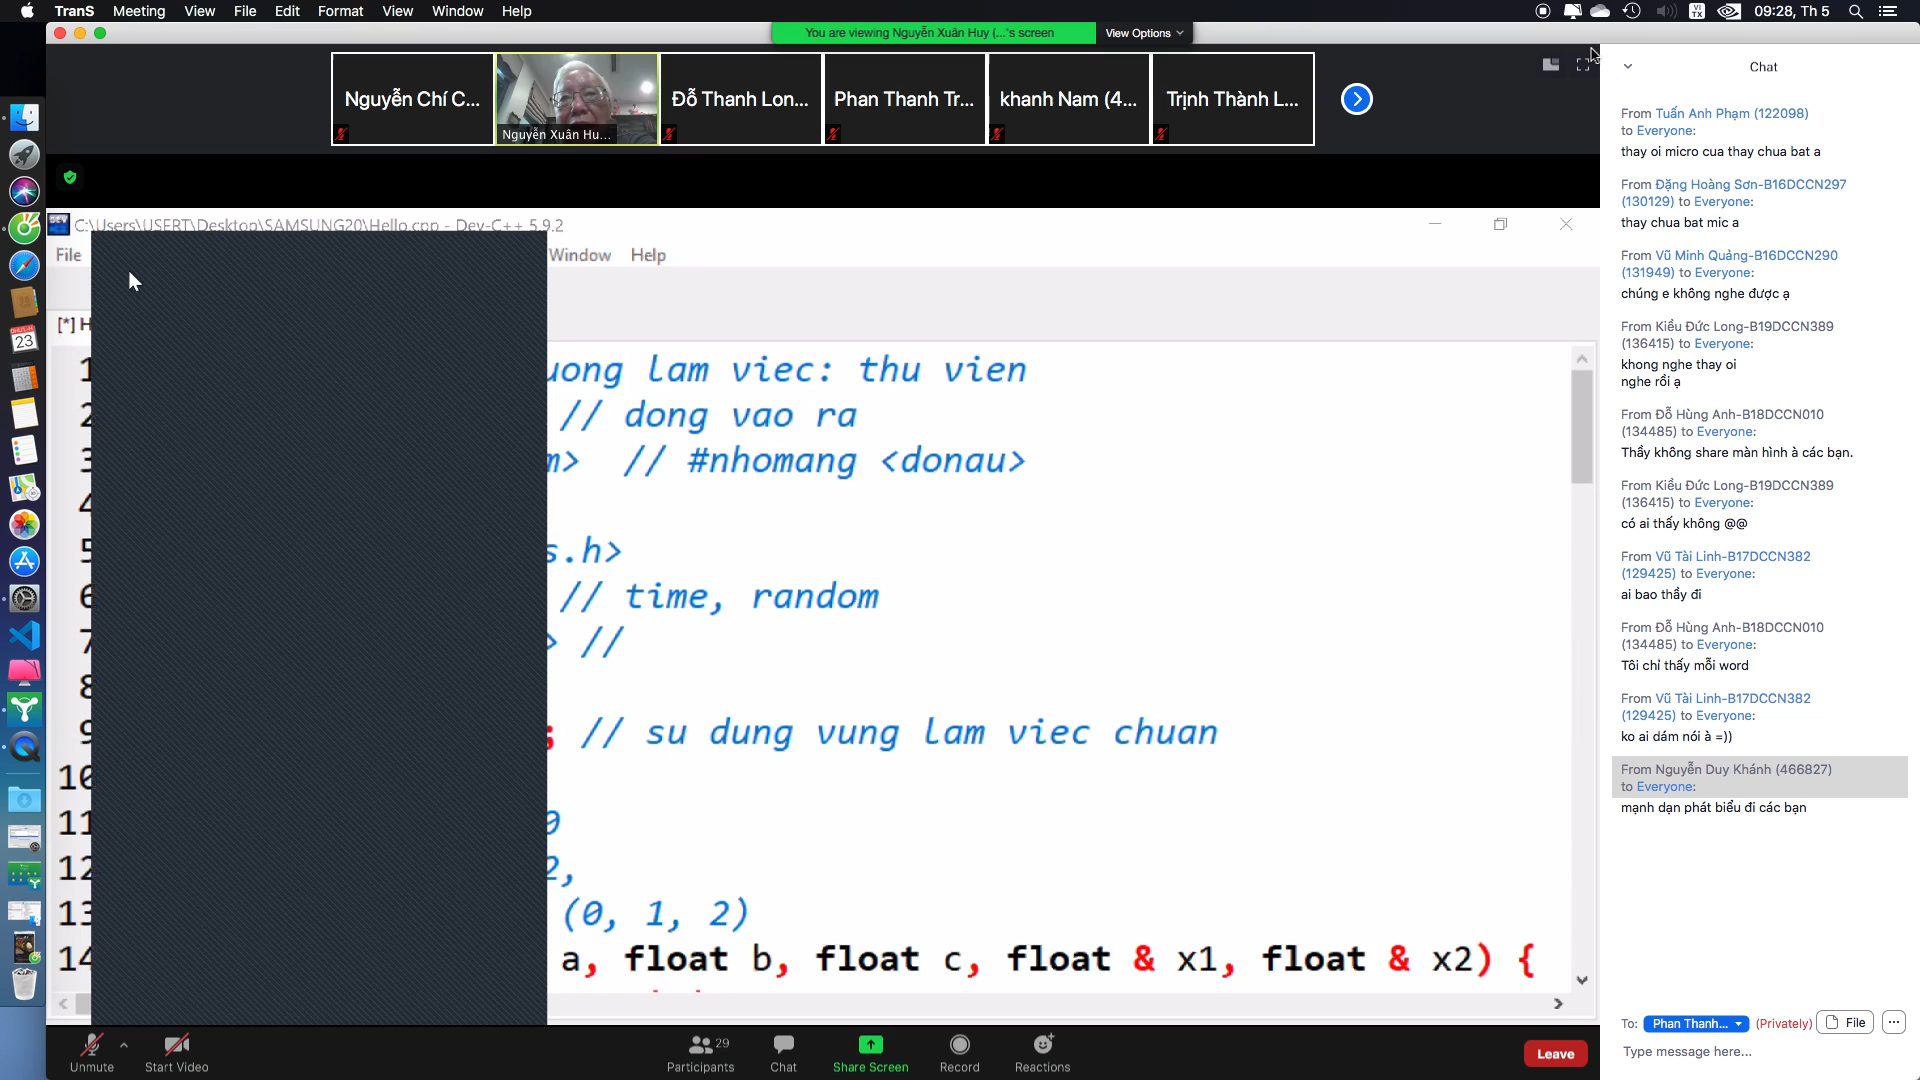 TransS Meeting View File Edit Format View Window Help
VI TX
09:28, Th 5
You are viewing Nguyễn Xuân Huy (...'s screen
View Options
Nguyễn Chí C...
Nguyễn Xuân Hu...
Đỗ Thanh Lon...
Phan Thanh Tr...
khanh Nam (4...
Trịnh Thành L...
23
C:\Users\USERT\Desktop\SAMSUNG20\Hello.cpp - Dev-C++ 5.9.2
File
Window Help
[*] H
1 uong lam viec: thu vien
2 // dong vao ra
3 m> // #nhomang <donau>
4
5 s.h>
6 // time, random
7 > //
8
9 ; // su dung vung lam viec chuan
10
11 0
12 2,
13 (0, 1, 2)
14 a, float b, float c, float & x1, float & x2) {
Chat
From Tuấn Anh Phạm (122098)
to Everyone:
thay oi micro cua thay chua bat a
From Đặng Hoàng Sơn-B16DCCN297
(130129) to Everyone:
thay chua bat mic a
From Vũ Minh Quảng-B16DCCN290
(131949) to Everyone:
chúng e không nghe được ạ
From Kiều Đức Long-B19DCCN389
(136415) to Everyone:
khong nghe thay oi
nghe rồi ạ
From Đỗ Hùng Anh-B18DCCN010
(134485) to Everyone:
Thầy không share màn hình à các bạn.
From Kiều Đức Long-B19DCCN389
(136415) to Everyone:
có ai thấy không @@
From Vũ Tài Linh-B17DCCN382
(129425) to Everyone:
ai bao thầy đi
From Đỗ Hùng Anh-B18DCCN010
(134485) to Everyone:
Tôi chỉ thấy mỗi word
From Vũ Tài Linh-B17DCCN382
(129425) to Everyone:
ko ai dám nói à =))
From Nguyễn Duy Khánh (466827)
to Everyone:
mạnh dạn phát biểu đi các bạn
To: Phan Thanh... (Privately) File ...
Type message here...
Unmute
Start Video
29
Participants
Chat
Share Screen
Record
Reactions
Leave